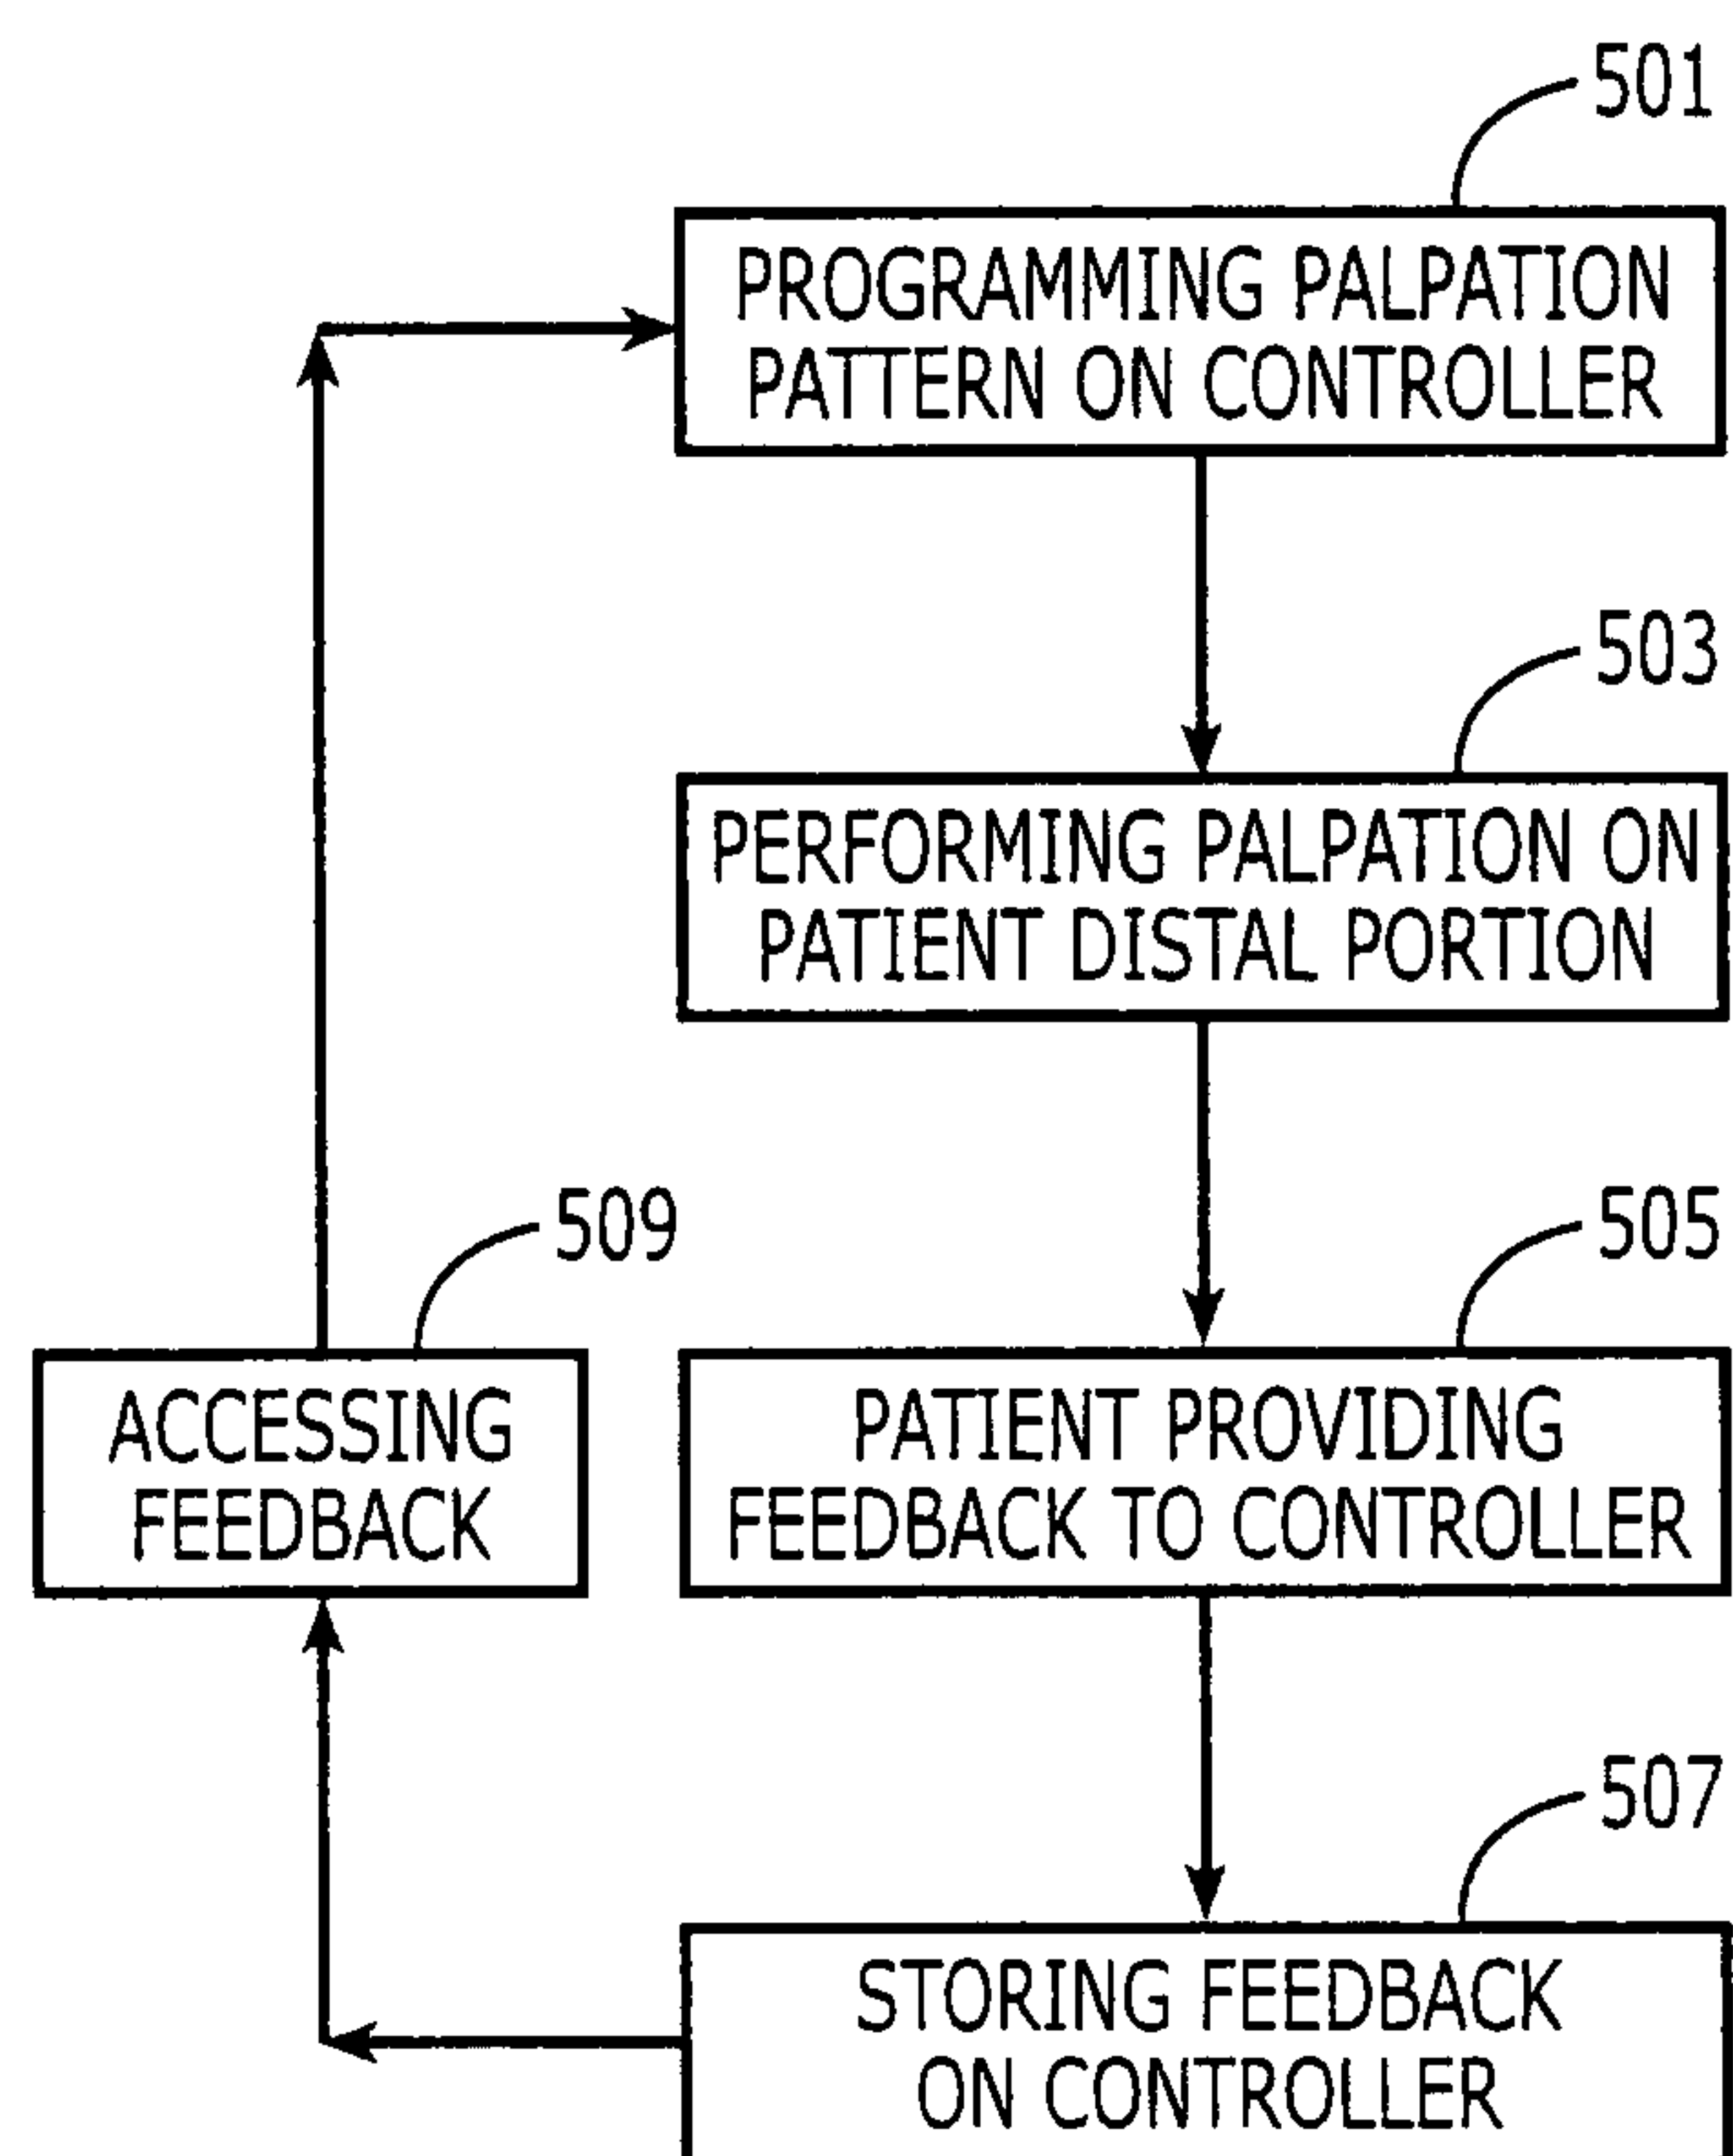 501
PROGRAMMING PALPATION
PATTERN ON CONTROLLER
503
PERFORMING PALPATION ON
PATIENT DISTAL PORTION
509
505
ACCESSING
FEEDBACK
PATIENT PROVIDING
FEEDBACK TO CONTROLLER
507
STORING FEEDBACK
ON CONTROLLER